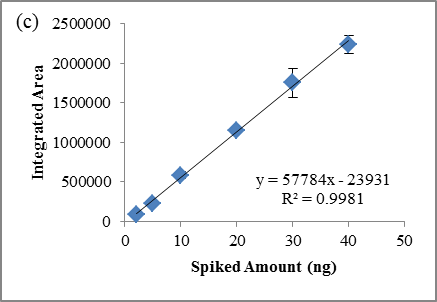 (c)
2500000
2000000
1500000
1000000
500000
0
Integrated Area
y = 57784x - 23931
R² = 0.9981
0 10 20 30 40 50
Spiked Amount (ng)